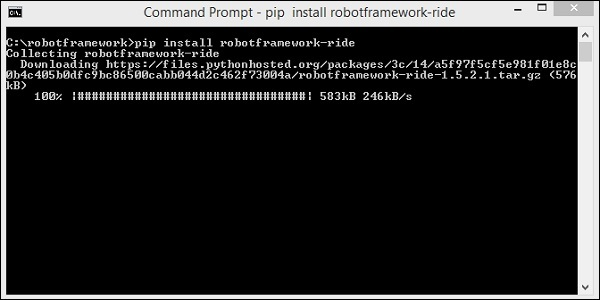 Command Prompt - pip  install robotframework-ride
C:\robotframework>pip install robotframework-ride
Collecting robotframework-ride
  Downloading https://files.pythonhosted.org/packages/3c/14/a5f97f5cf5e981f01e8c
0b4c405b0dfc9bc86500cabb044d2c462f73004a/robotframework-ride-1.5.2.1.tar.gz (576
kB)
    100% |################################| 583kB 246kB/s